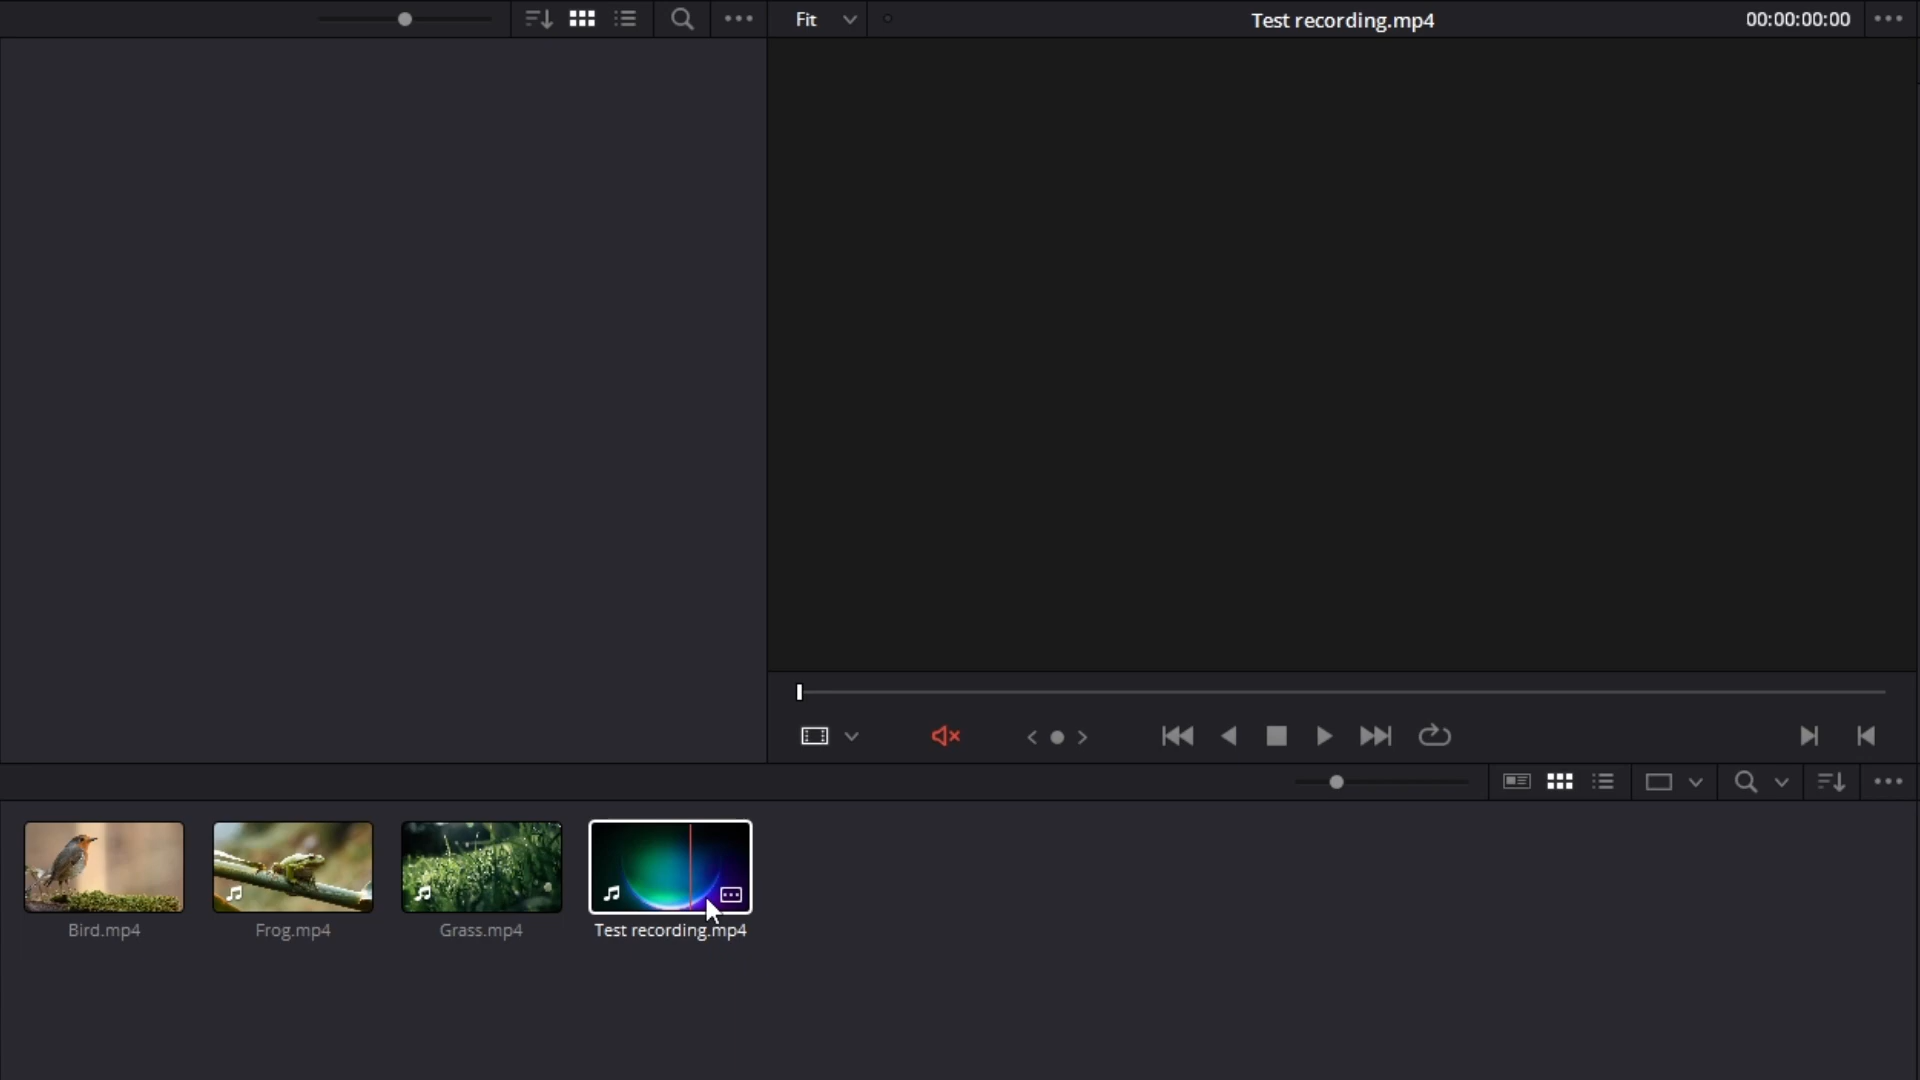 Fit
Test recording.mp4
00:00:00:00
Bird.mp4
Frog.mp4
Grass.mp4
Test recording.mp4